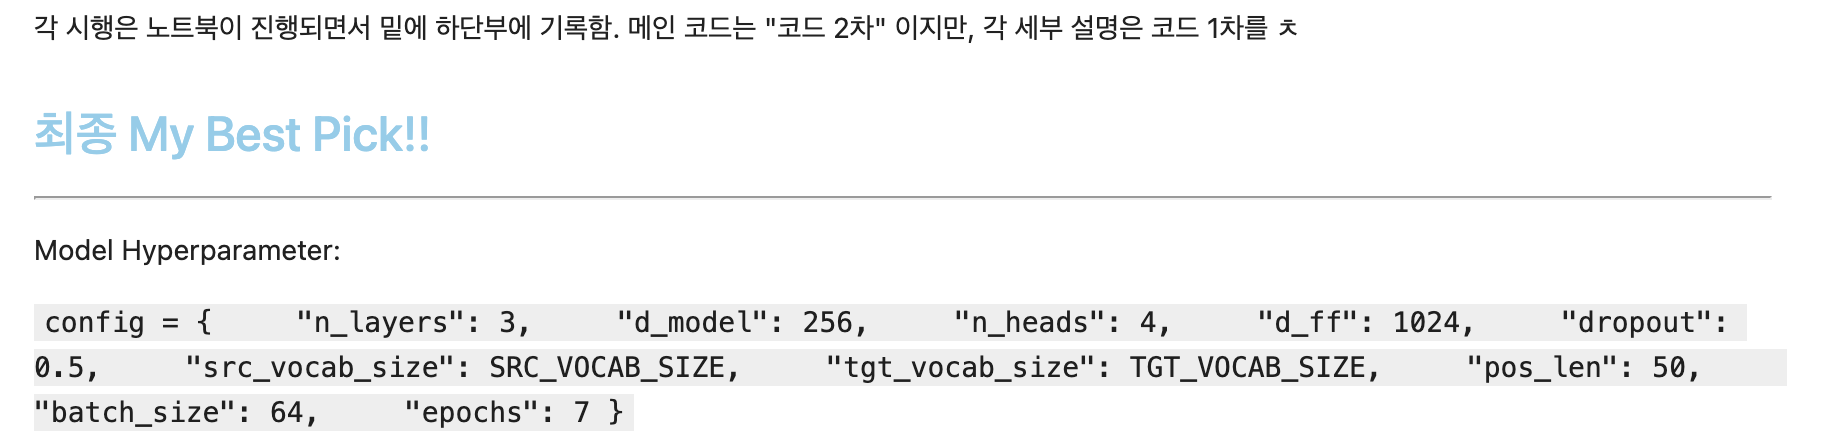 각 시행은 노트북이 진행되면서 밑에 하단부에 기록함. 메인 코드는 "코드 2차" 이지만, 각 세부 설명은 코드 1차를 ㅊ
최종 My Best Pick!!
Model Hyperparameter:
config = {     "n_layers": 3,     "d_model": 256,     "n_heads": 4,     "d_ff": 1024,     "dropout":
0.5,     "src_vocab_size": SRC_VOCAB_SIZE,     "tgt_vocab_size": TGT_VOCAB_SIZE,     "pos_len": 50,
"batch_size": 64,     "epochs": 7 }